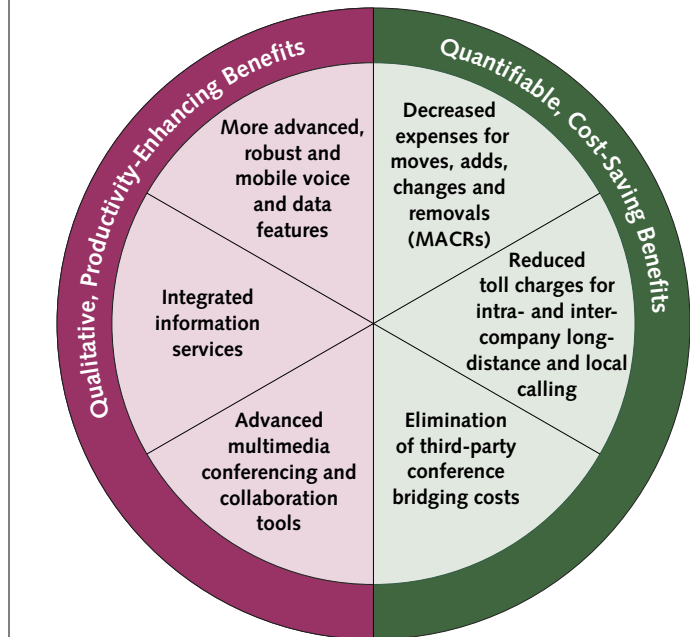 Qualitative, Productivity-Enhancing Benefits
Quantifiable, Cost-Saving Benefits
More advanced,
robust and
mobile voice
and data
features
Decreased
expenses for
moves, adds,
changes and
removals
(MACRs)
Integrated
information
services
Reduced
toll charges for
intra- and inter-
company long-
distance and local
calling
Advanced
multimedia
conferencing and
collaboration
tools
Elimination
of third-party
conference
bridging costs